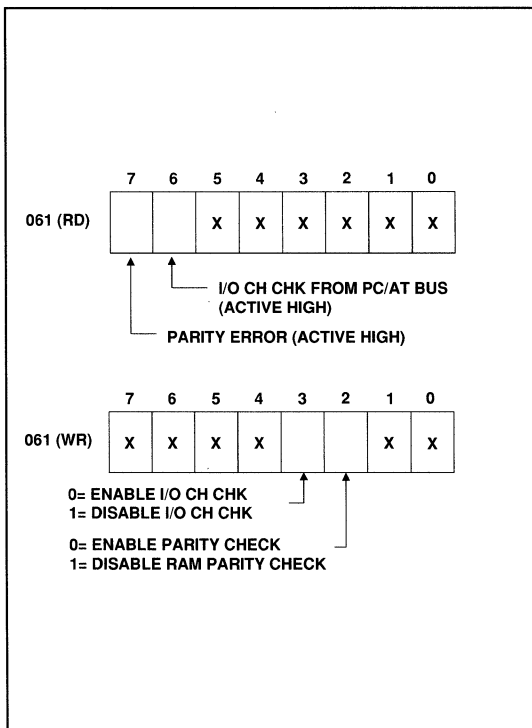 7 6 5 4 3 2 1 0
061 (RD) X X X X X X
I/O CH CHK FROM PC/AT BUS
(ACTIVE HIGH)
PARITY ERROR (ACTIVE HIGH)
7 6 5 4 3 2 1 0
061 (WR) X X X X X X
0= ENABLE I/O CH CHK
1= DISABLE I/O CH CHK
0= ENABLE PARITY CHECK
1= DISABLE RAM PARITY CHECK